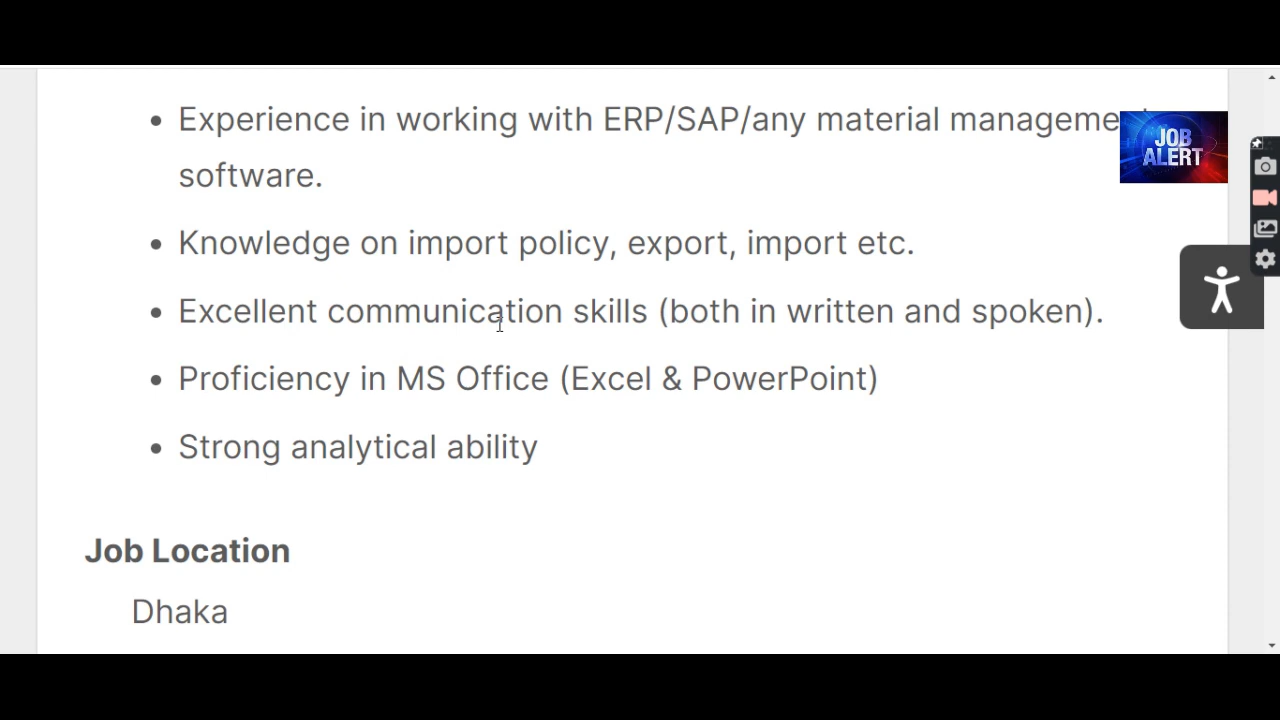 Experience in working with ERP/SAP/any material
software.
JOB
ALERT
Knowledge on import policy, export, import etc.
Excellent communication skills (both in written and spoken).
Proficiency in MS Office (Excel & PowerPoint)
Strong analytical ability
Job Location
Dhaka